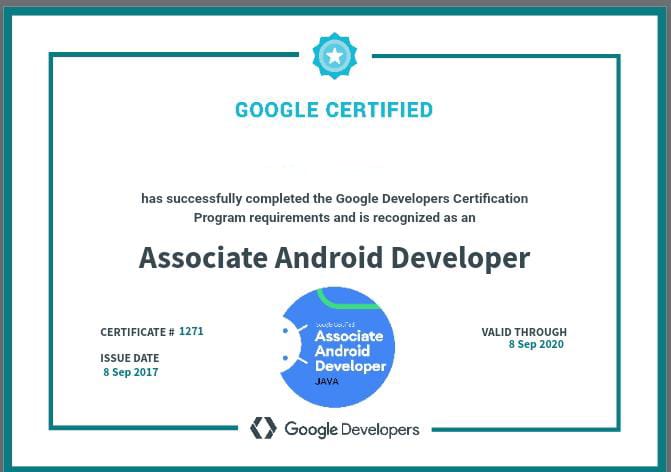 GOOGLE CERTIFIED
has successfully completed the Google Developers Certification
Program requirements and is recognized as an
Associate Android Developer
CERTIFICATE # 1271
ISSUE DATE
8 Sep 2017
Google Certified
Associate
Android
Developer
JAVA
VALID THROUGH
8 Sep 2020
Google Developers